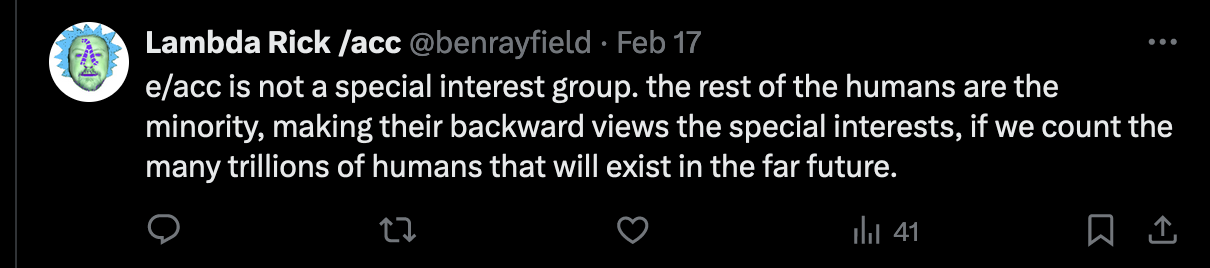 Lambda Rick /acc @benrayfield · Feb 17
e/acc is not a special interest group. the rest of the humans are the
minority, making their backward views the special interests, if we count the
many trillions of humans that will exist in the far future.
41